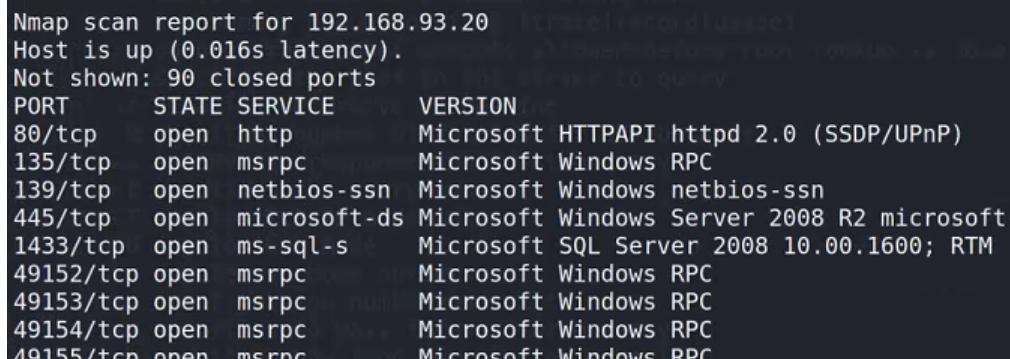 Nmap scan report for 192.168.93.20
Host is up (0.016s latency).
Not shown: 90 closed ports
PORT      STATE SERVICE      VERSION
80/tcp    open  http         Microsoft HTTPAPI httpd 2.0 (SSDP/UPnP)
135/tcp   open  msrpc        Microsoft Windows RPC
139/tcp   open  netbios-ssn  Microsoft Windows netbios-ssn
445/tcp   open  microsoft-ds Microsoft Windows Server 2008 R2 microsoft
1433/tcp  open  ms-sql-s     Microsoft SQL Server 2008 10.00.1600; RTM
49152/tcp open  msrpc        Microsoft Windows RPC
49153/tcp open  msrpc        Microsoft Windows RPC
49154/tcp open  msrpc        Microsoft Windows RPC
49155/tcp open  msrpc        Microsoft Windows RPC